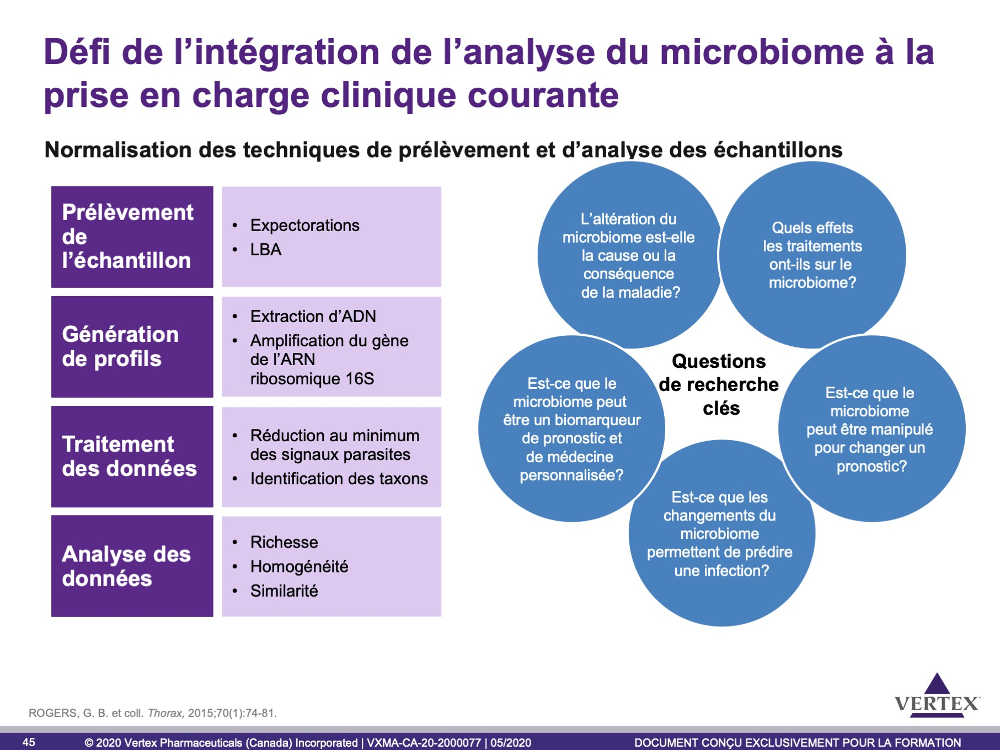 Défi de l’intégration de l’analyse du microbiome à la
prise en charge clinique courante
Normalisation des techniques de prélèvement et d’analyse des échantillons
Prélèvement
de
l’échantillon
• Expectorations
• LBA
Génération
de profils
• Extraction d’ADN
• Amplification du gène
de l’ARN
ribosomique 16S
Traitement
des données
• Réduction au minimum
des signaux parasites
• Identification des taxons
Analyse des
données
• Richesse
• Homogénéité
• Similarité
L’altération du
microbiome est-elle
la cause ou la
conséquence
de la maladie?
Quels effets
les traitements
ont-ils sur le
microbiome?
Questions
de recherche
clés
Est-ce que le
microbiome peut
être un biomarqueur
de pronostic et
de médecine
personnalisée?
Est-ce que le
microbiome
peut être manipulé
pour changer un
pronostic?
Est-ce que les
changements du
microbiome
permettent de prédire
une infection?
VERTEX
ROGERS, G. B. et coll. Thorax, 2015;70(1):74-81.
45
© 2020 Vertex Pharmaceuticals (Canada) Incorporated | VXMA-CA-20-2000077 | 05/2020
DOCUMENT CONÇU EXCLUSIVEMENT POUR LA FORMATION